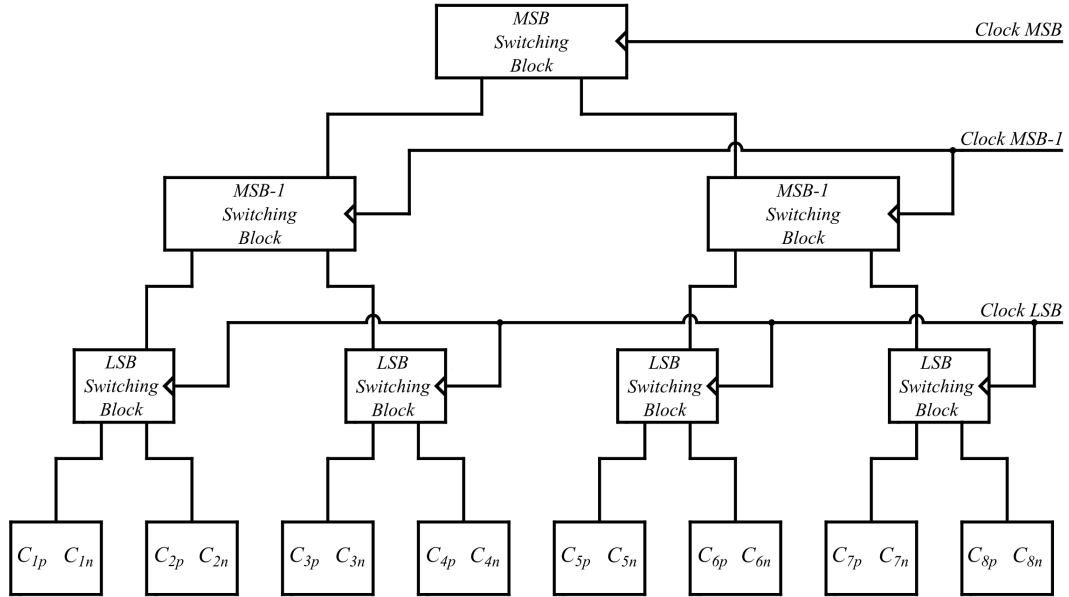 MSB
Switching
Block
Clock MSB
Clock MSB-1
MSB-1
Switching
Block
MSB-1
Switching
Block
Clock LSB
LSB
Switching
Block
LSB
Switching
Block
LSB
Switching
Block
LSB
Switching
Block
C1p C1n
C2p C2n
C3p C3n
C4p C4n
C5p C5n
C6p C6n
C7p C7n
C8p C8n